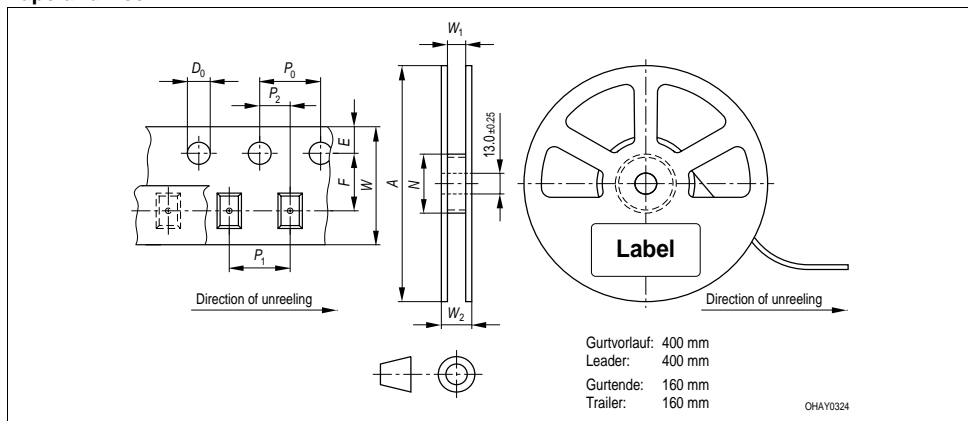 W₁
D₀
P₀
P₂
E
F
W
A
N
13.0 ±0.25
P₁
W₂
Label
Direction of unreeling
Direction of unreeling
Gurtvorlauf: 400 mm
Leader: 400 mm
Gurtende: 160 mm
Trailer: 160 mm
OHAY0324